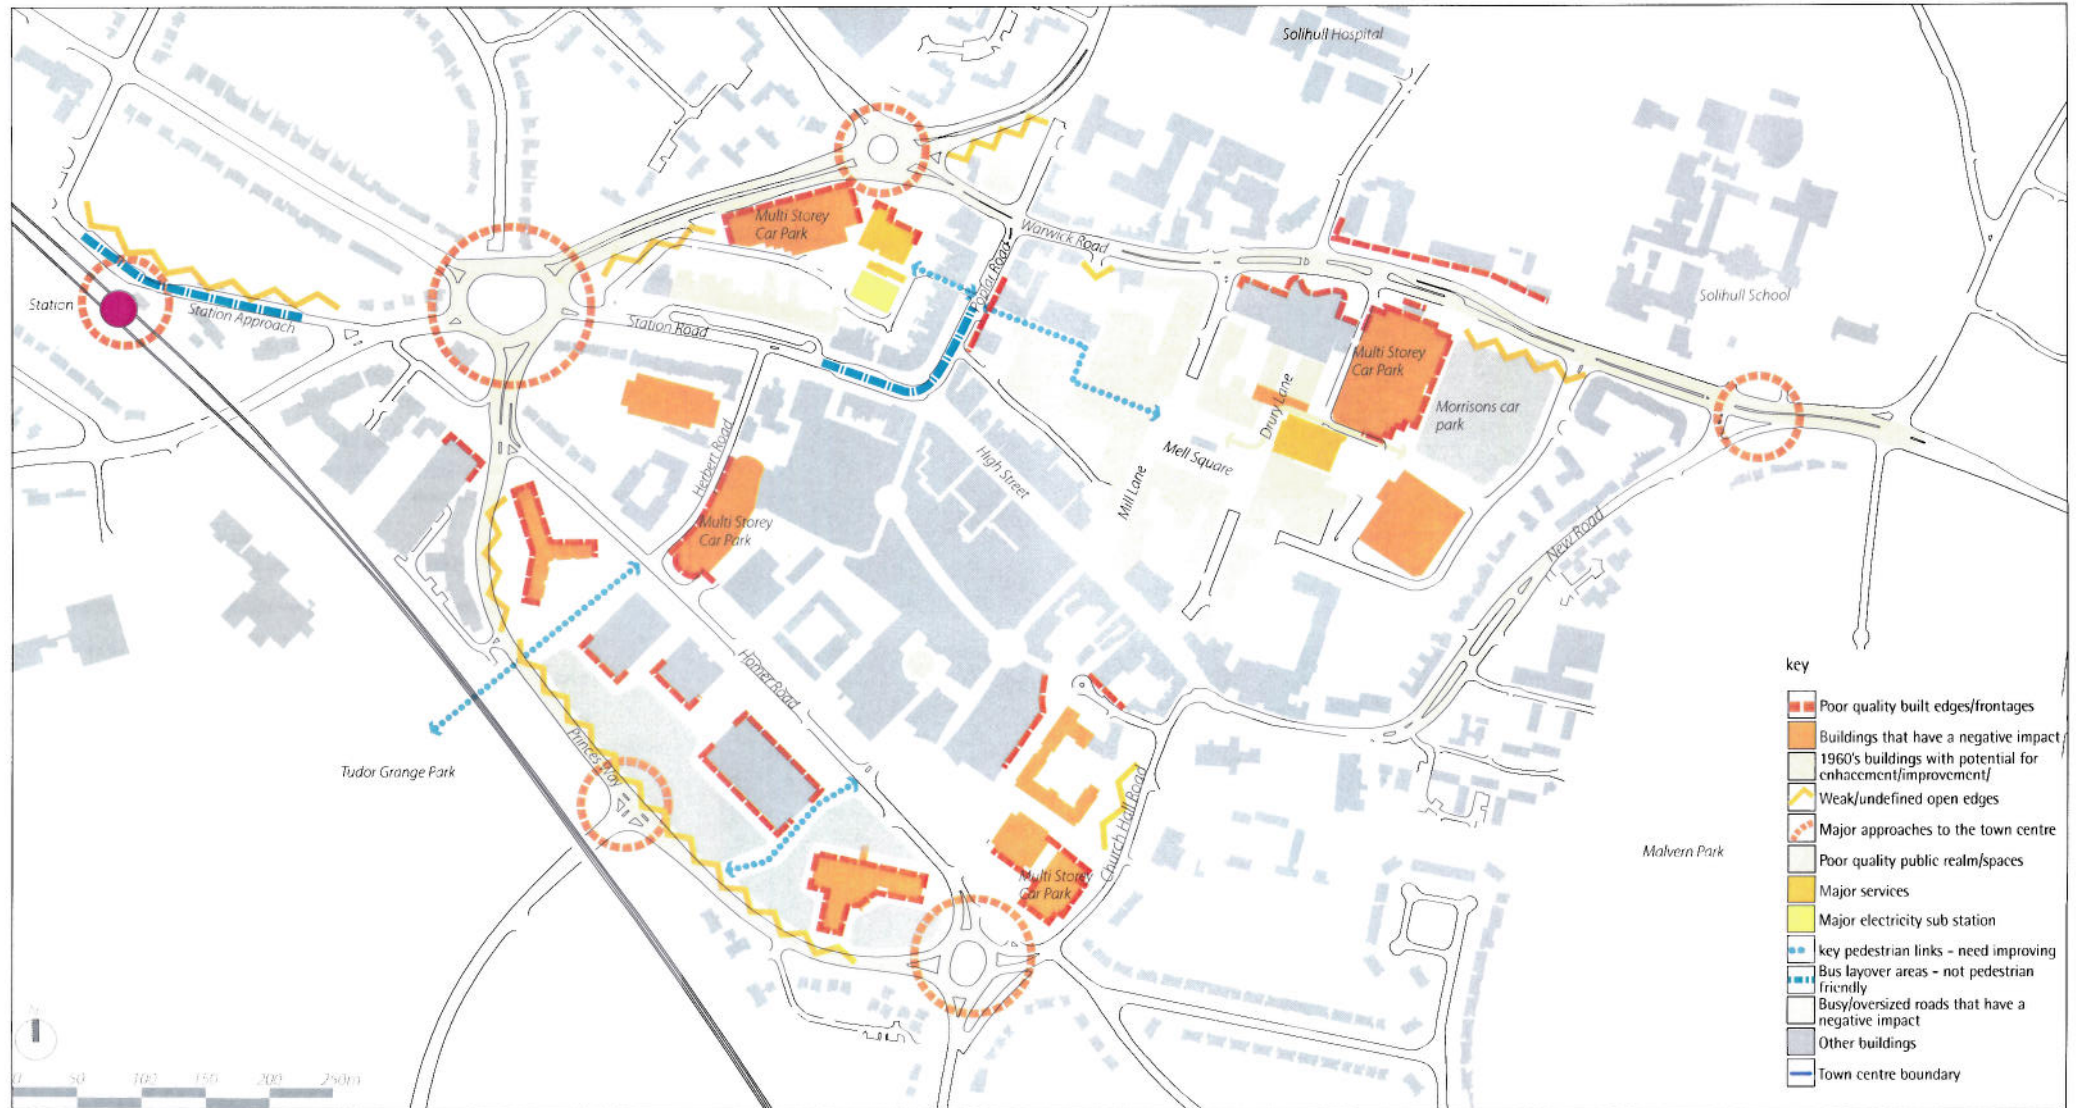 Solihull Hospital
Multi Storey
Car Park
Warwick Road
Poplar Road
Station
Station Approach
Station Road
Solihull School
Multi Storey
Car Park
Drury Lane
Morrisons car
park
Herbert Road
High Street
Mell Square
Mill Lane
Multi Storey
Car Park
New Road
Homer Road
Princes Way
Tudor Grange Park
Church Hall Road
Multi Storey
Car Park
Malvern Park
key
Poor quality built edges/frontages
Buildings that have a negative impact
1960's buildings with potential for
enhacement/improvement/
Weak/undefined open edges
Major approaches to the town centre
Poor quality public realm/spaces
Major services
Major electricity sub station
key pedestrian links - need improving
Bus layover areas - not pedestrian
friendly
Busy/oversized roads that have a
negative impact
Other buildings
Town centre boundary
N
0 50 100 150 200 250m